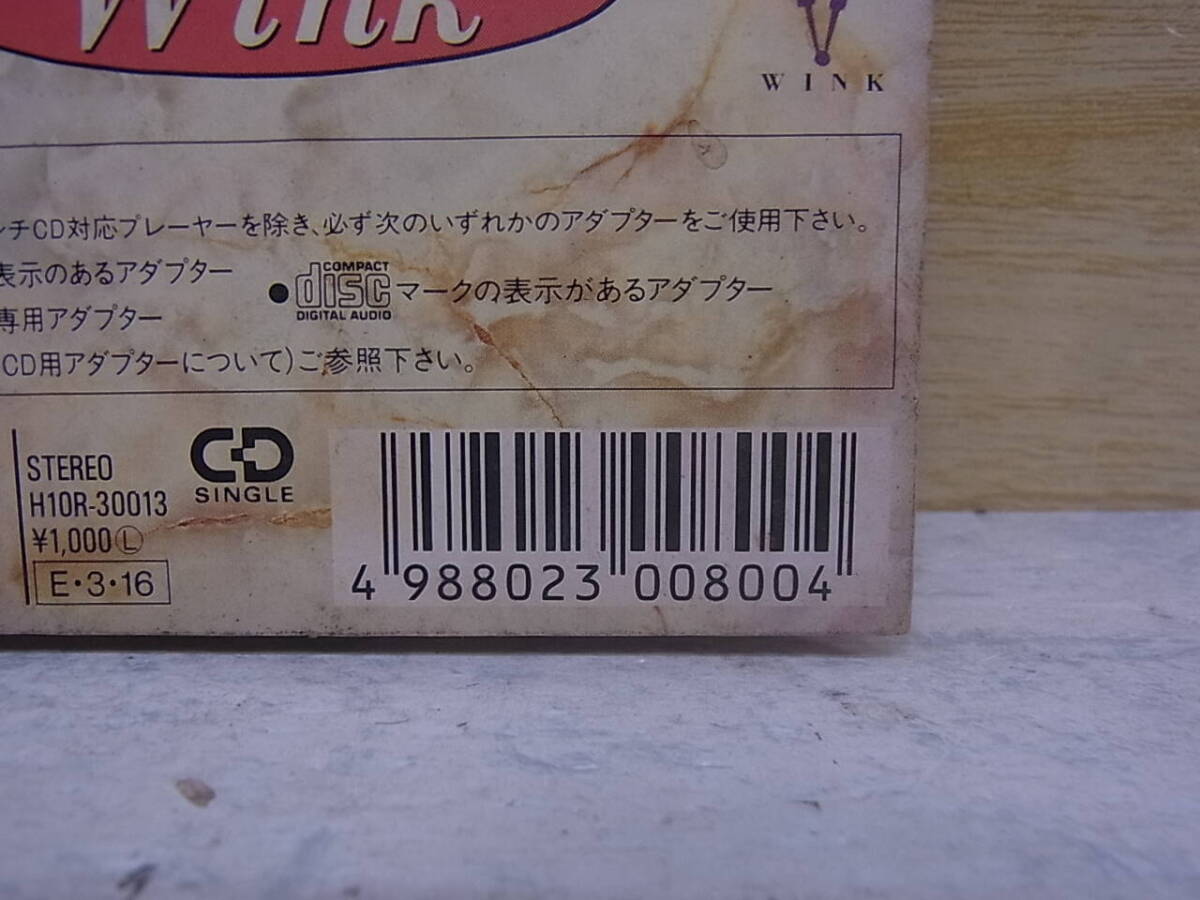 Wink
WINK
チCD対応プレーヤーを除き、必ず次のいずれかのアダプターをご使用下さい。
表示のあるアダプター
●COMPACT disc DIGITAL AUDIOマークの表示があるアダプター
専用アダプター
CD用アダプターについて)ご参照下さい。
STEREO
H10R-30013
¥1,000Ⓛ
E・3・16
CD
SINGLE
4 988023 008004